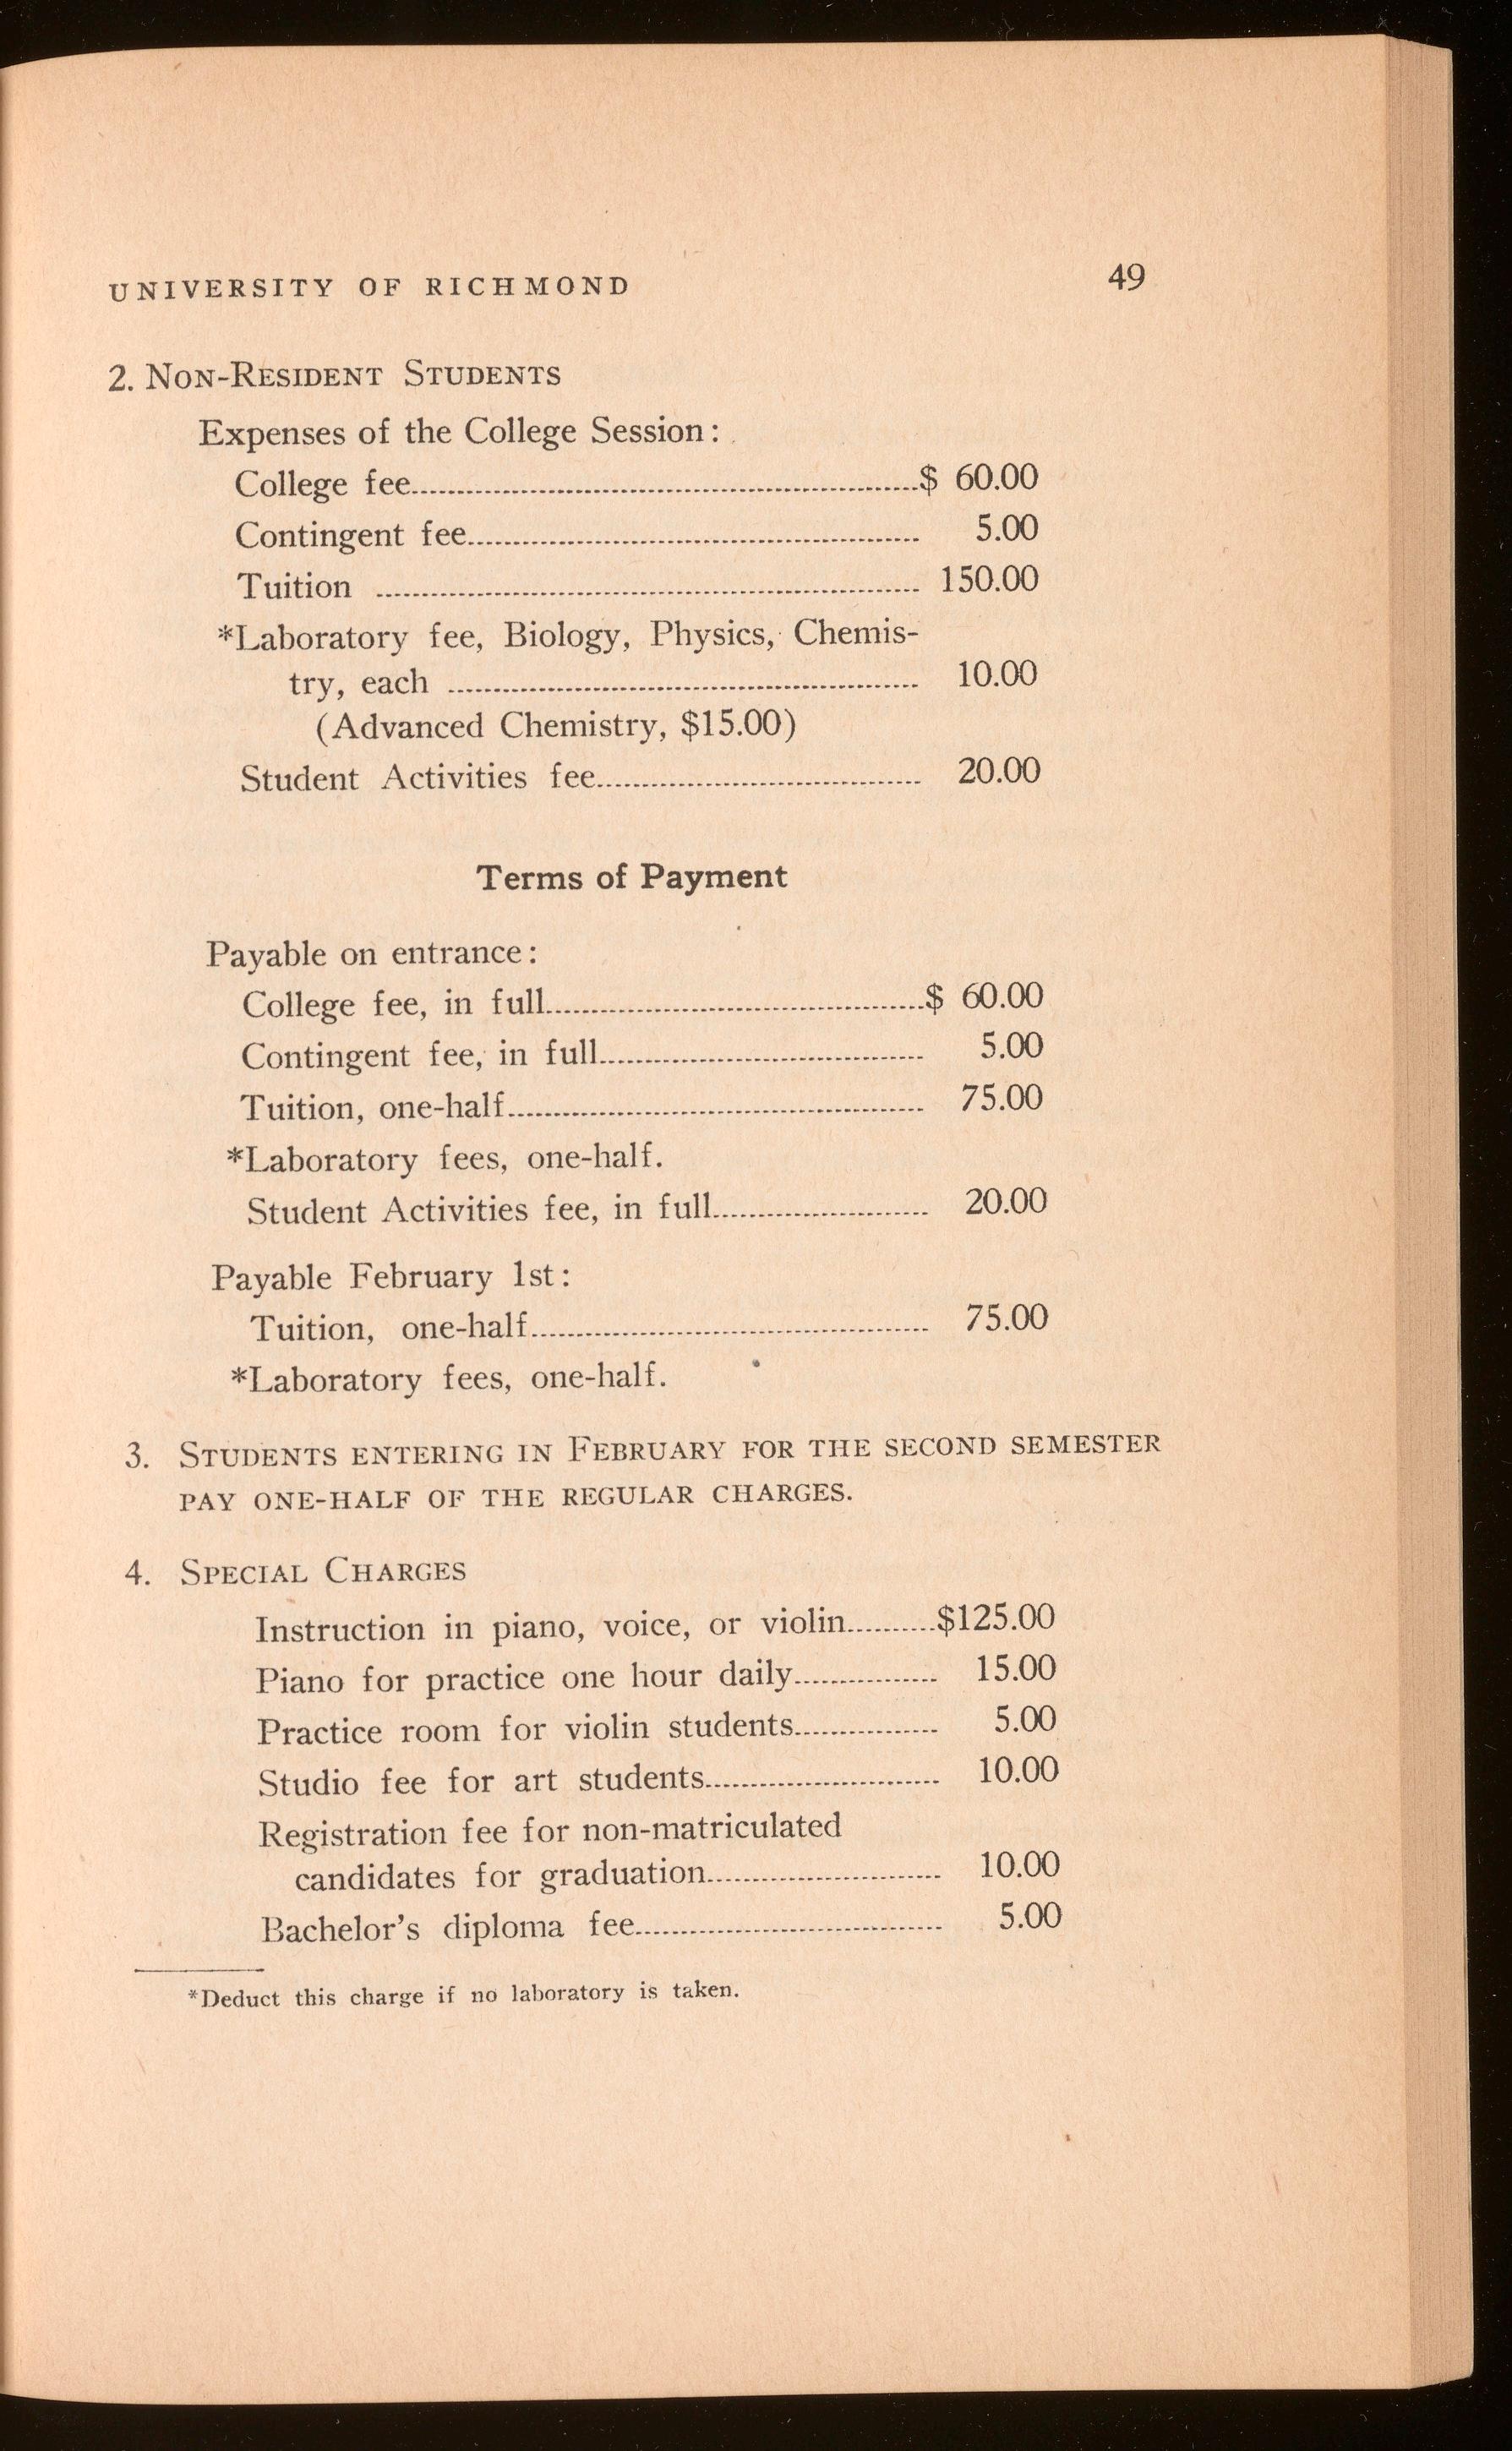 UNIVERSITY OF RICHMOND 49
2. NON-RESIDENT STUDENTS
Expenses of the College Session:
College fee..........$ 60.00
Contingent fee.......... 5.00
Tuition .......... 150.00
*Laboratory fee, Biology, Physics, Chemis-
try, each .......... 10.00
(Advanced Chemistry, $15.00)
Student Activities fee.......... 20.00
Terms of Payment
Payable on entrance:
College fee, in full..........$ 60.00
Contingent fee, in full.......... 5.00
Tuition, one-half.......... 75.00
*Laboratory fees, one-half.
Student Activities fee, in full.......... 20.00
Payable February 1st:
Tuition, one-half.......... 75.00
*Laboratory fees, one-half.
3. STUDENTS ENTERING IN FEBRUARY FOR THE SECOND SEMESTER
PAY ONE-HALF OF THE REGULAR CHARGES.
4. SPECIAL CHARGES
Instruction in piano, voice, or violin..........$125.00
Piano for practice one hour daily.......... 15.00
Practice room for violin students.......... 5.00
Studio fee for art students.......... 10.00
Registration fee for non-matriculated
candidates for graduation.......... 10.00
Bachelor's diploma fee.......... 5.00
*Deduct this charge if no laboratory is taken.